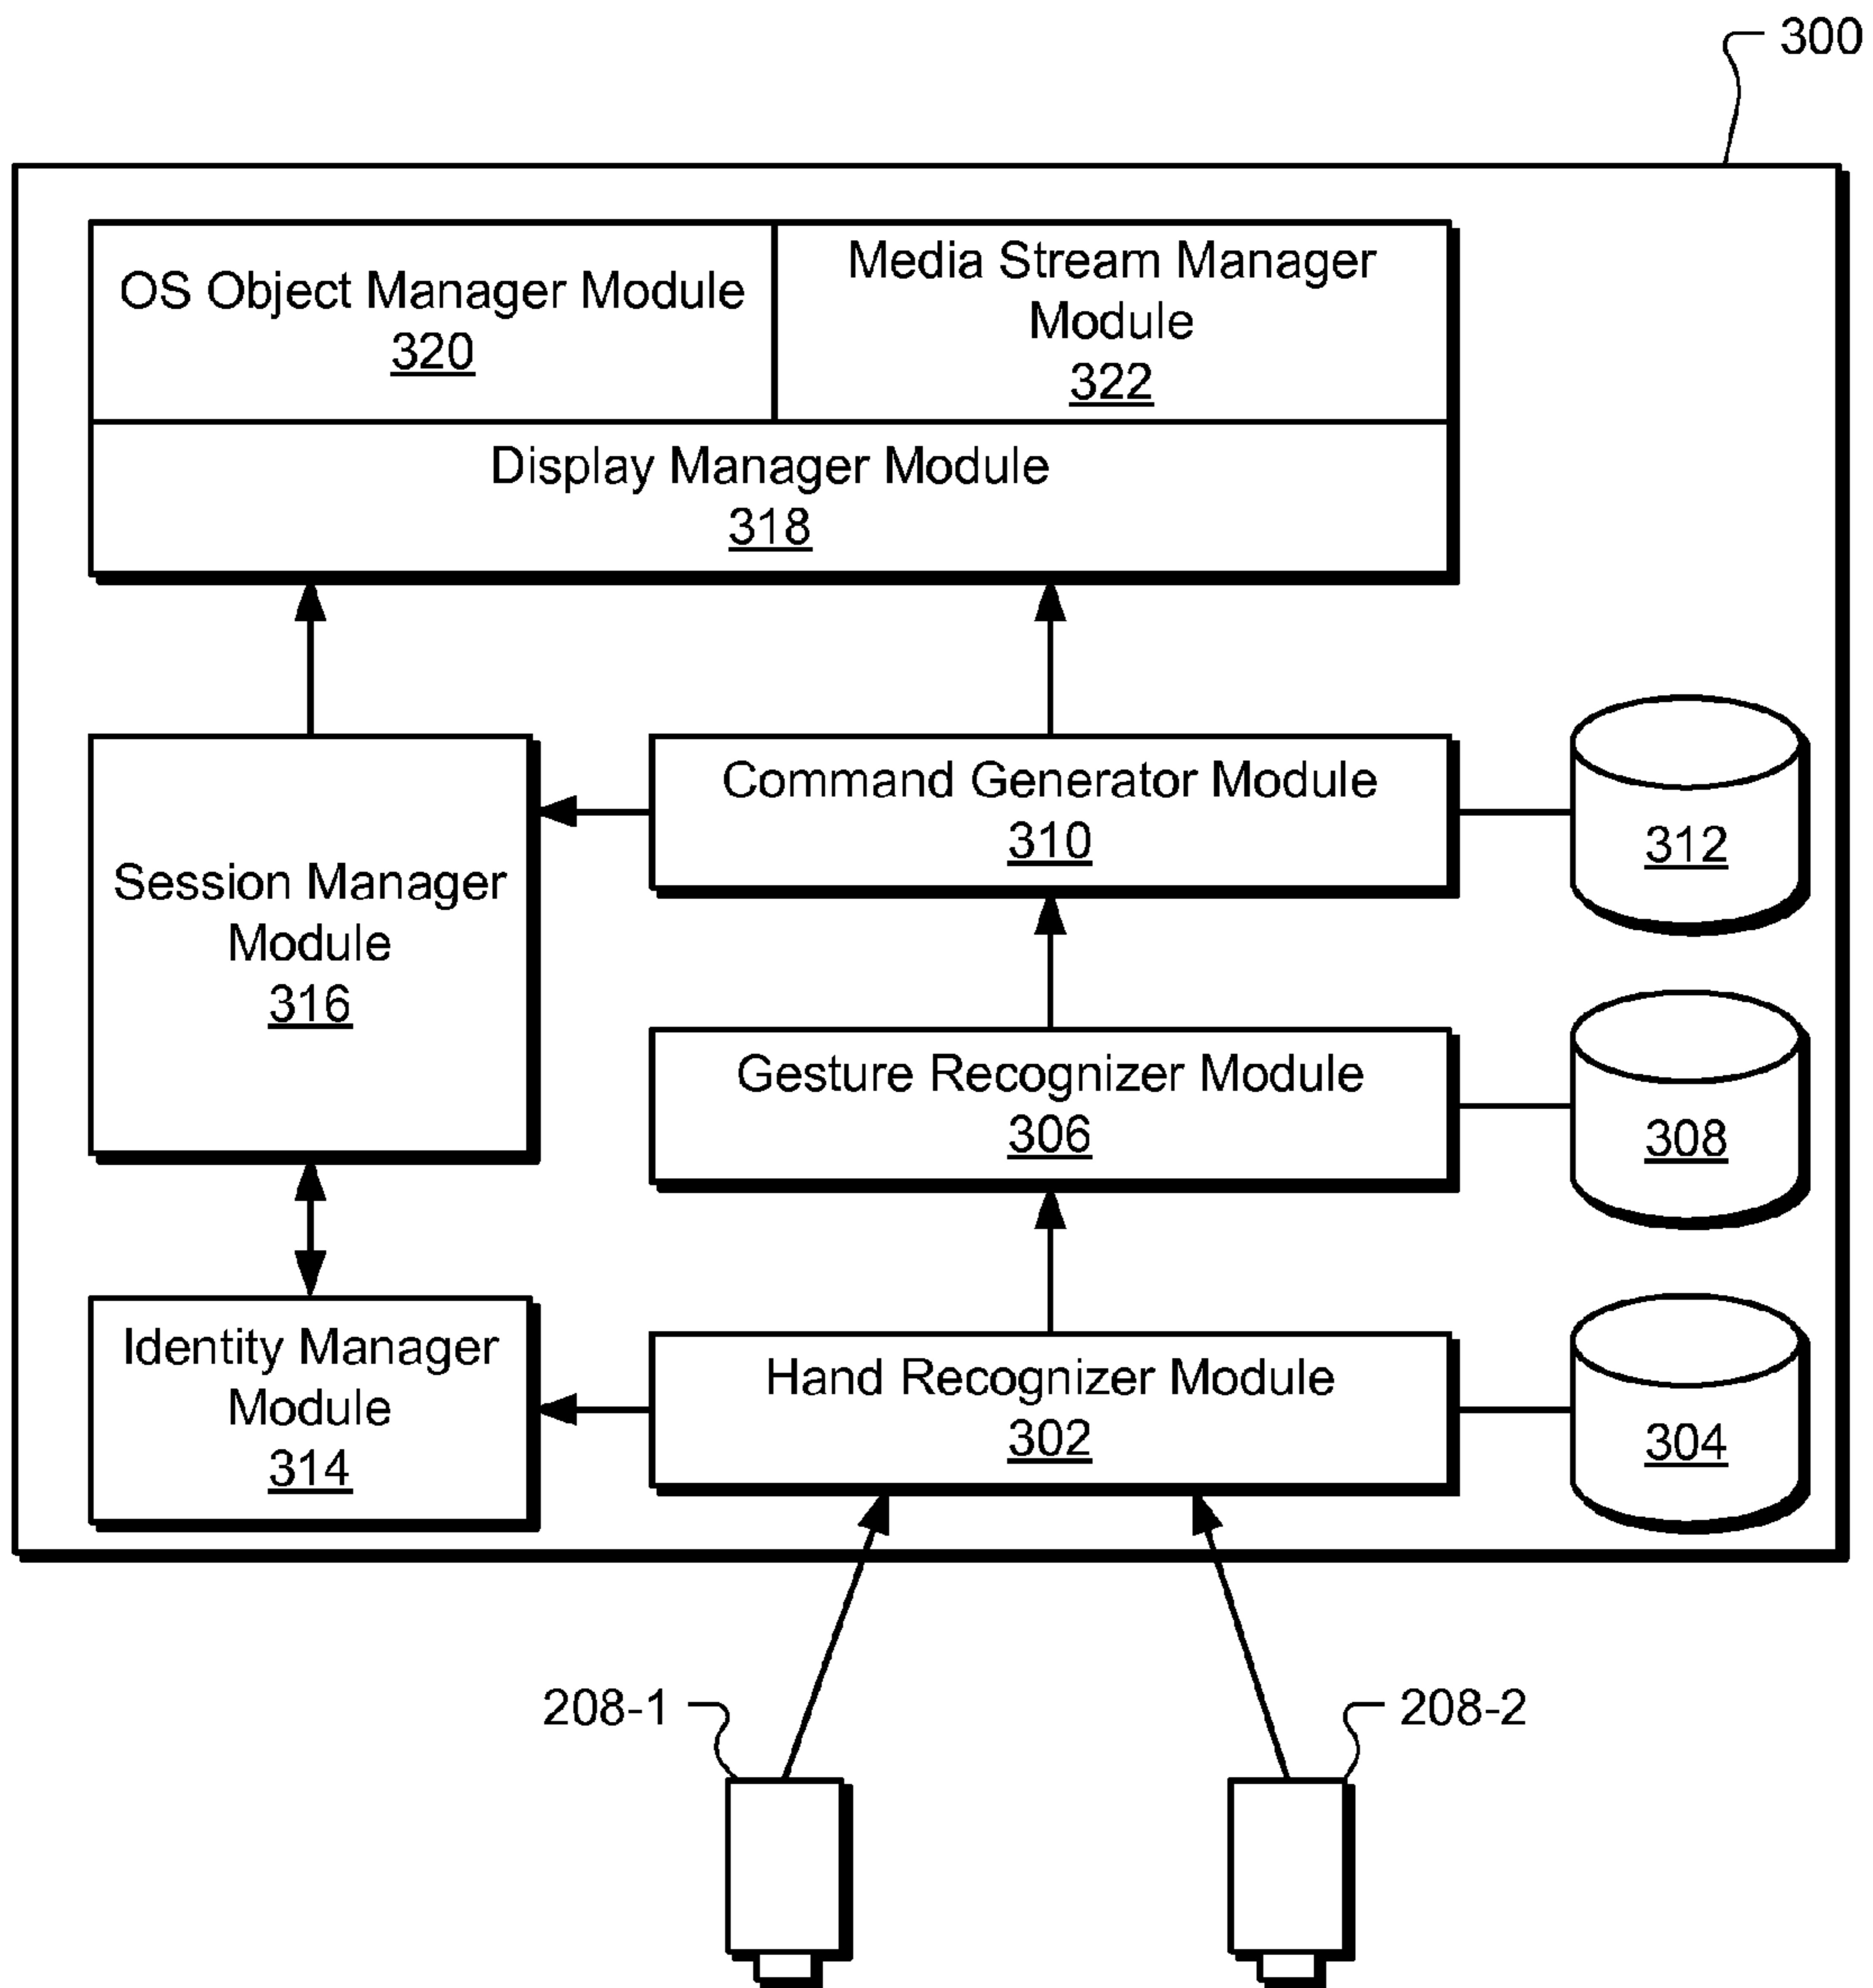 300
OS Object Manager Module
320
Media Stream Manager
Module
322
Display Manager Module
318
Session Manager
Module
316
Command Generator Module
310
312
Gesture Recognizer Module
306
308
Identity Manager
Module
314
Hand Recognizer Module
302
304
208-1
208-2